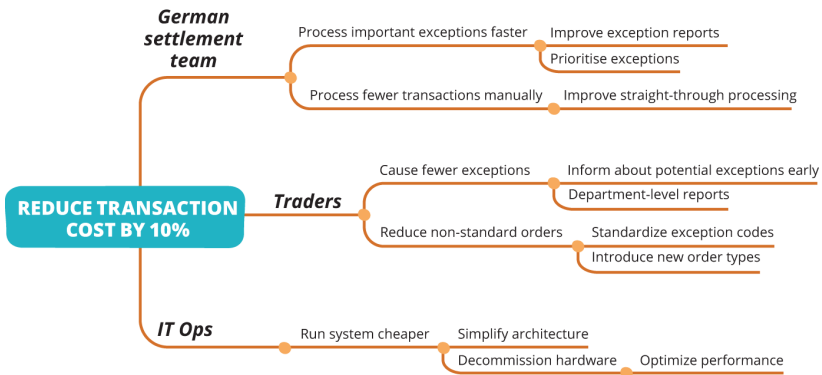 German
settlement
team
Process important exceptions faster
Improve exception reports
Prioritise exceptions
Process fewer transactions manually
Improve straight-through processing
REDUCE TRANSACTION
COST BY 10%
Traders
Cause fewer exceptions
Inform about potential exceptions early
Department-level reports
Reduce non-standard orders
Standardize exception codes
Introduce new order types
IT Ops
Run system cheaper
Simplify architecture
Decommission hardware
Optimize performance